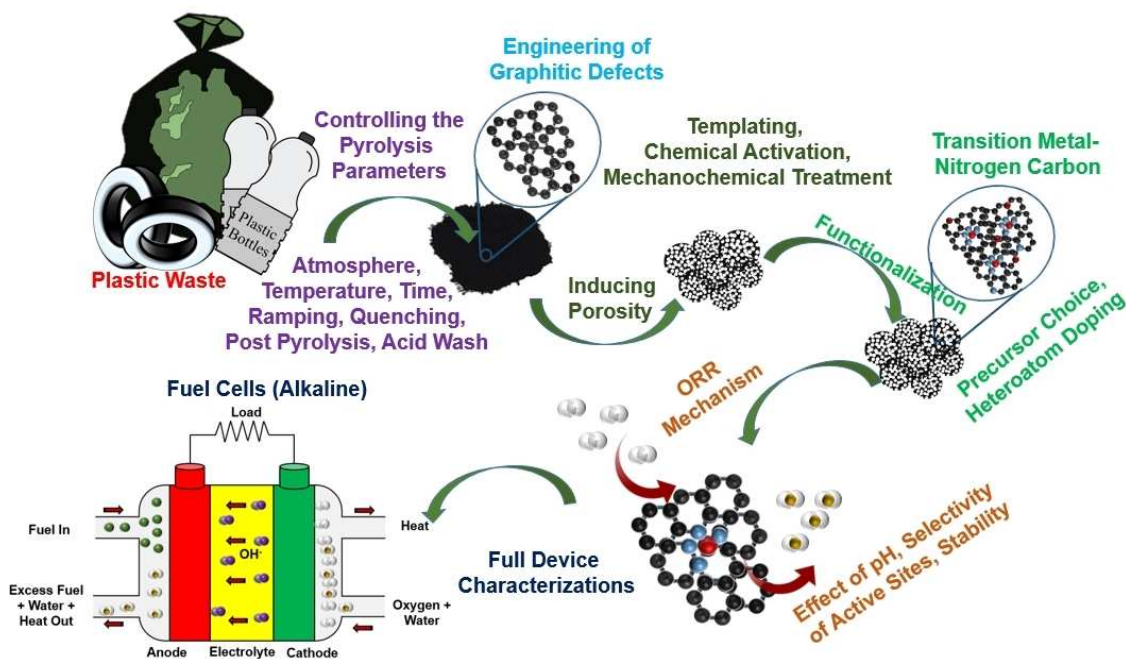 Engineering of
Graphitic Defects
Controlling the
Pyrolysis
Parameters
Templating,
Chemical Activation,
Mechanochemical Treatment
Transition Metal-
Nitrogen Carbon
Plastic
Bottles
Plastic Waste
Atmosphere,
Temperature, Time,
Ramping, Quenching,
Post Pyrolysis, Acid Wash
Inducing
Porosity
Functionalization
Precursor Choice,
Heteroatom Doping
ORR
Mechanism
Effect of pH, Selectivity
of Active Sites, Stability
Full Device
Characterizations
Fuel Cells (Alkaline)
Load
Fuel In
Heat
OH-
Excess Fuel
+ Water +
Heat Out
Oxygen +
Water
Anode
Electrolyte
Cathode